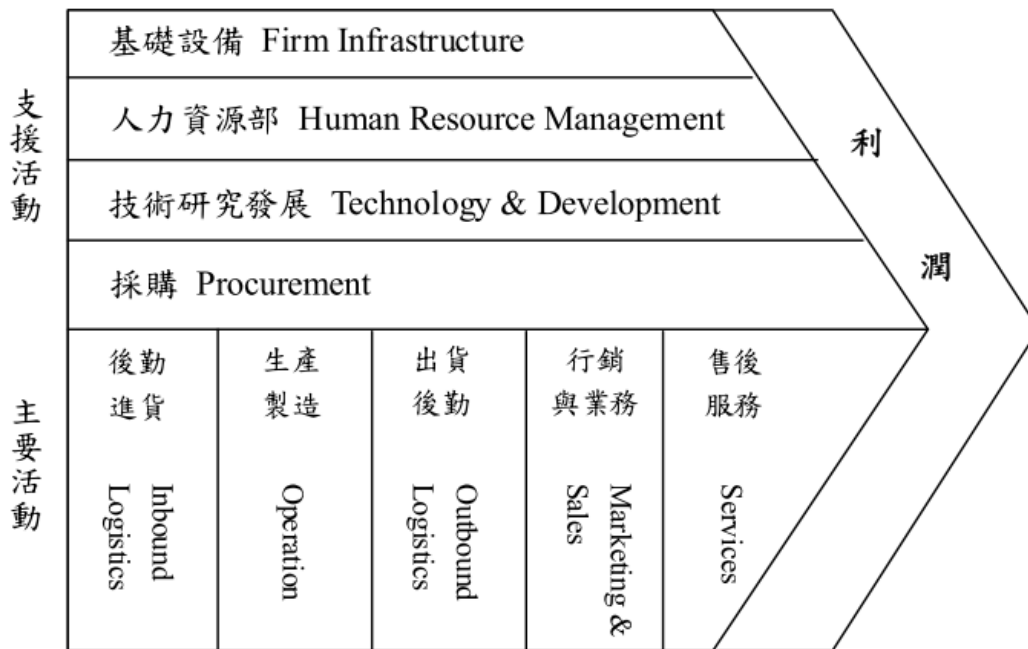 支援活動
基礎設備 Firm Infrastructure
人力資源部 Human Resource Management
技術研究發展 Technology & Development
採購 Procurement
利潤
主要活動
後勤
進貨
Inbound
Logistics
生產
製造
Operation
出貨
後勤
Outbound
Logistics
行銷
與業務
Marketing &
Sales
售後
服務
Services